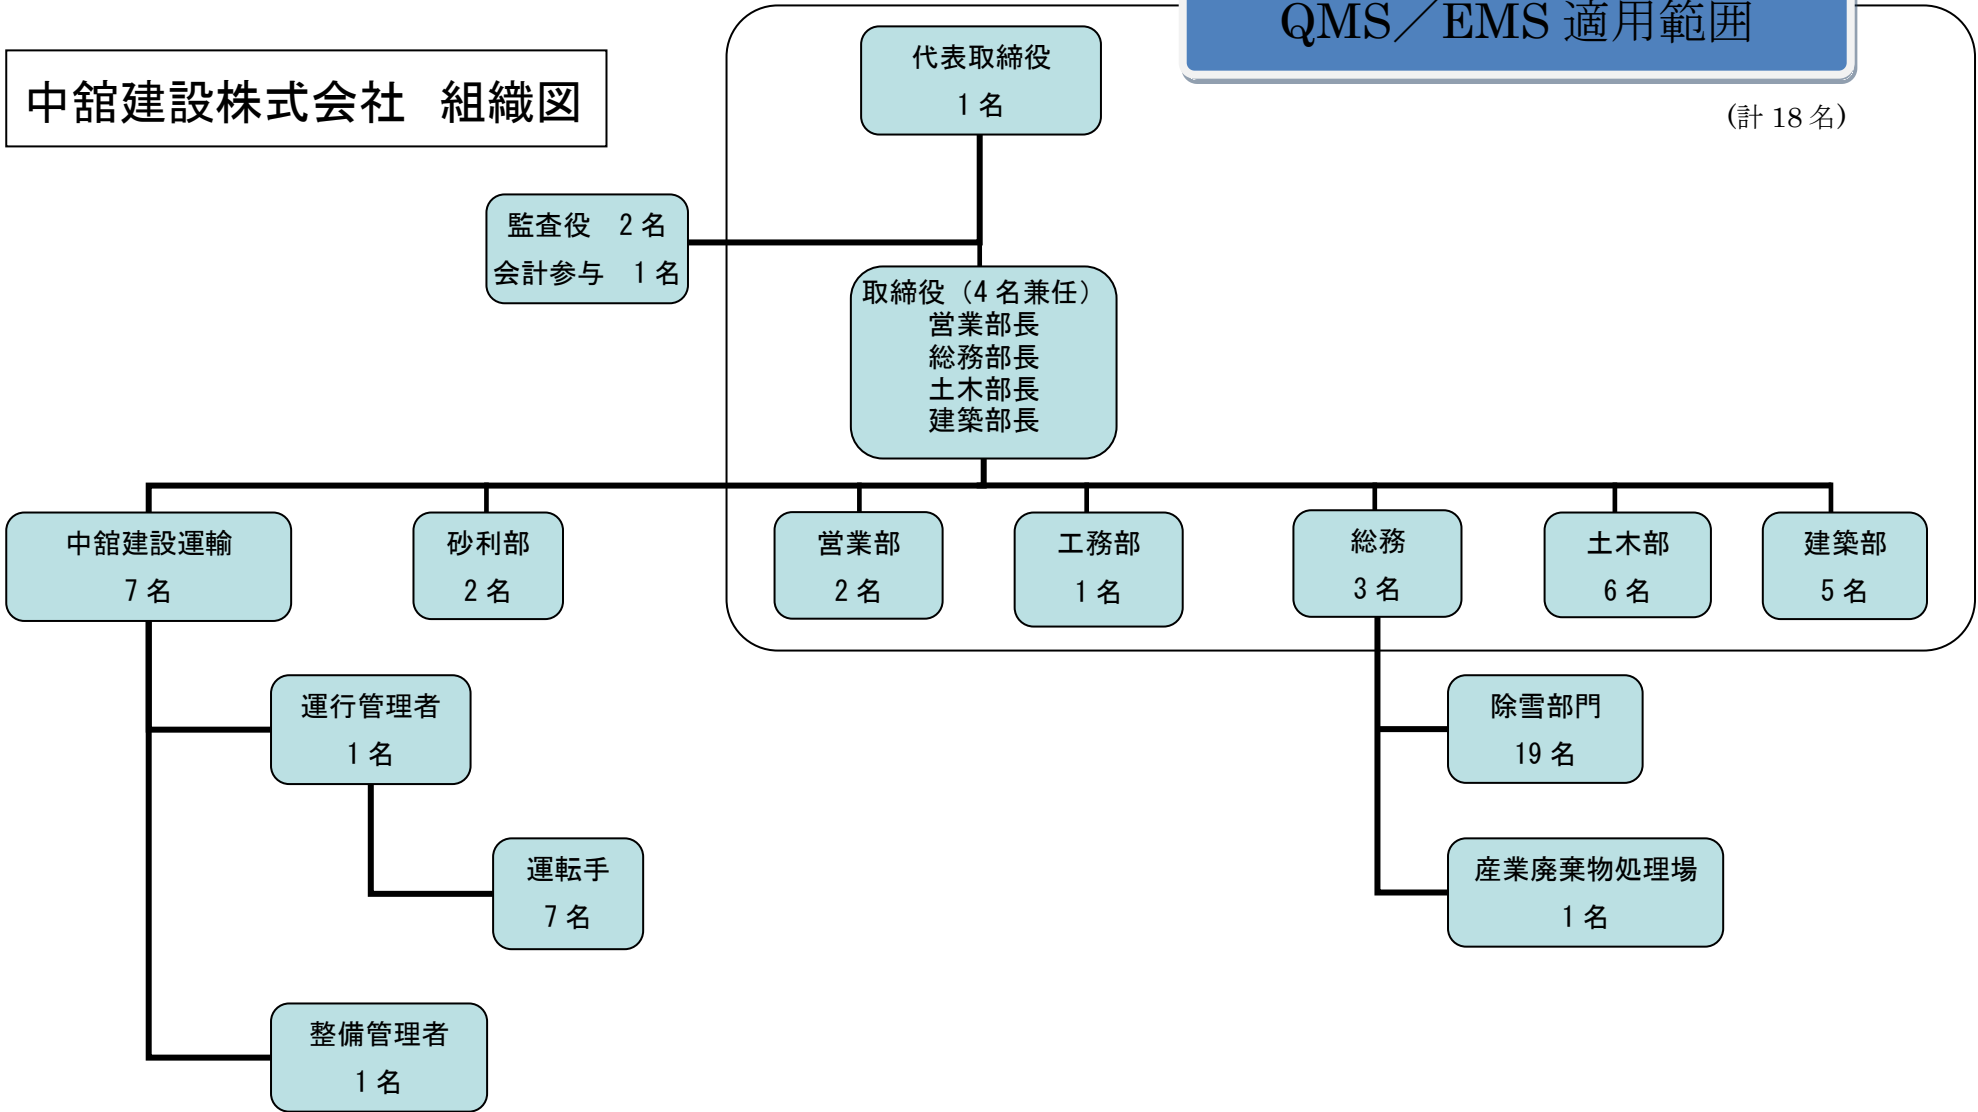 QMS／EMS 適用範囲
中舘建設株式会社　組織図
(計 18 名)
代表取締役
1 名
監査役　2 名
会計参与　1 名
取締役（4 名兼任）
営業部長
総務部長
土木部長
建築部長
中舘建設運輸
7 名
砂利部
2 名
営業部
2 名
工務部
1 名
総務
3 名
土木部
6 名
建築部
5 名
運行管理者
1 名
除雪部門
19 名
運転手
7 名
産業廃棄物処理場
1 名
整備管理者
1 名